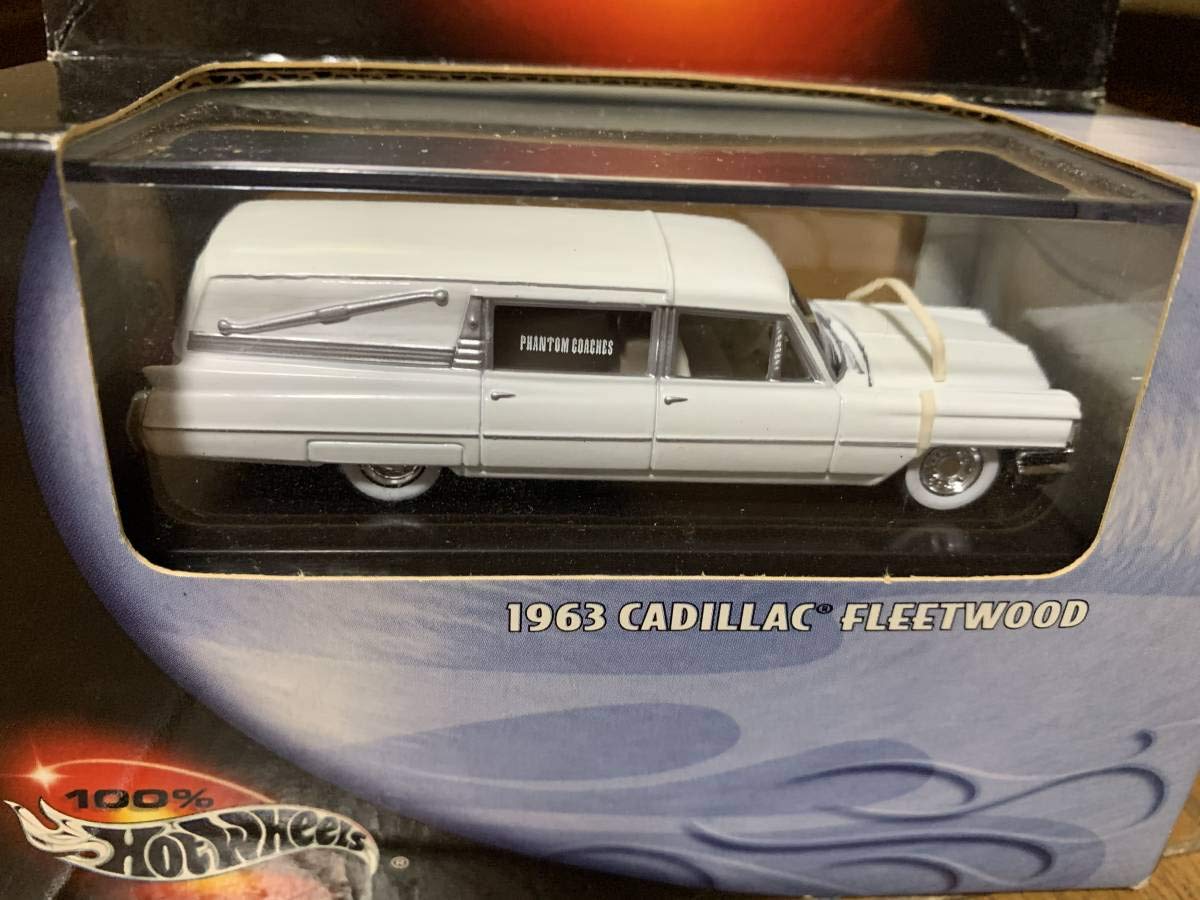 PHANTOM COACHES
1963 CADILLAC® FLEETWOOD
100%
Hot Wheels®